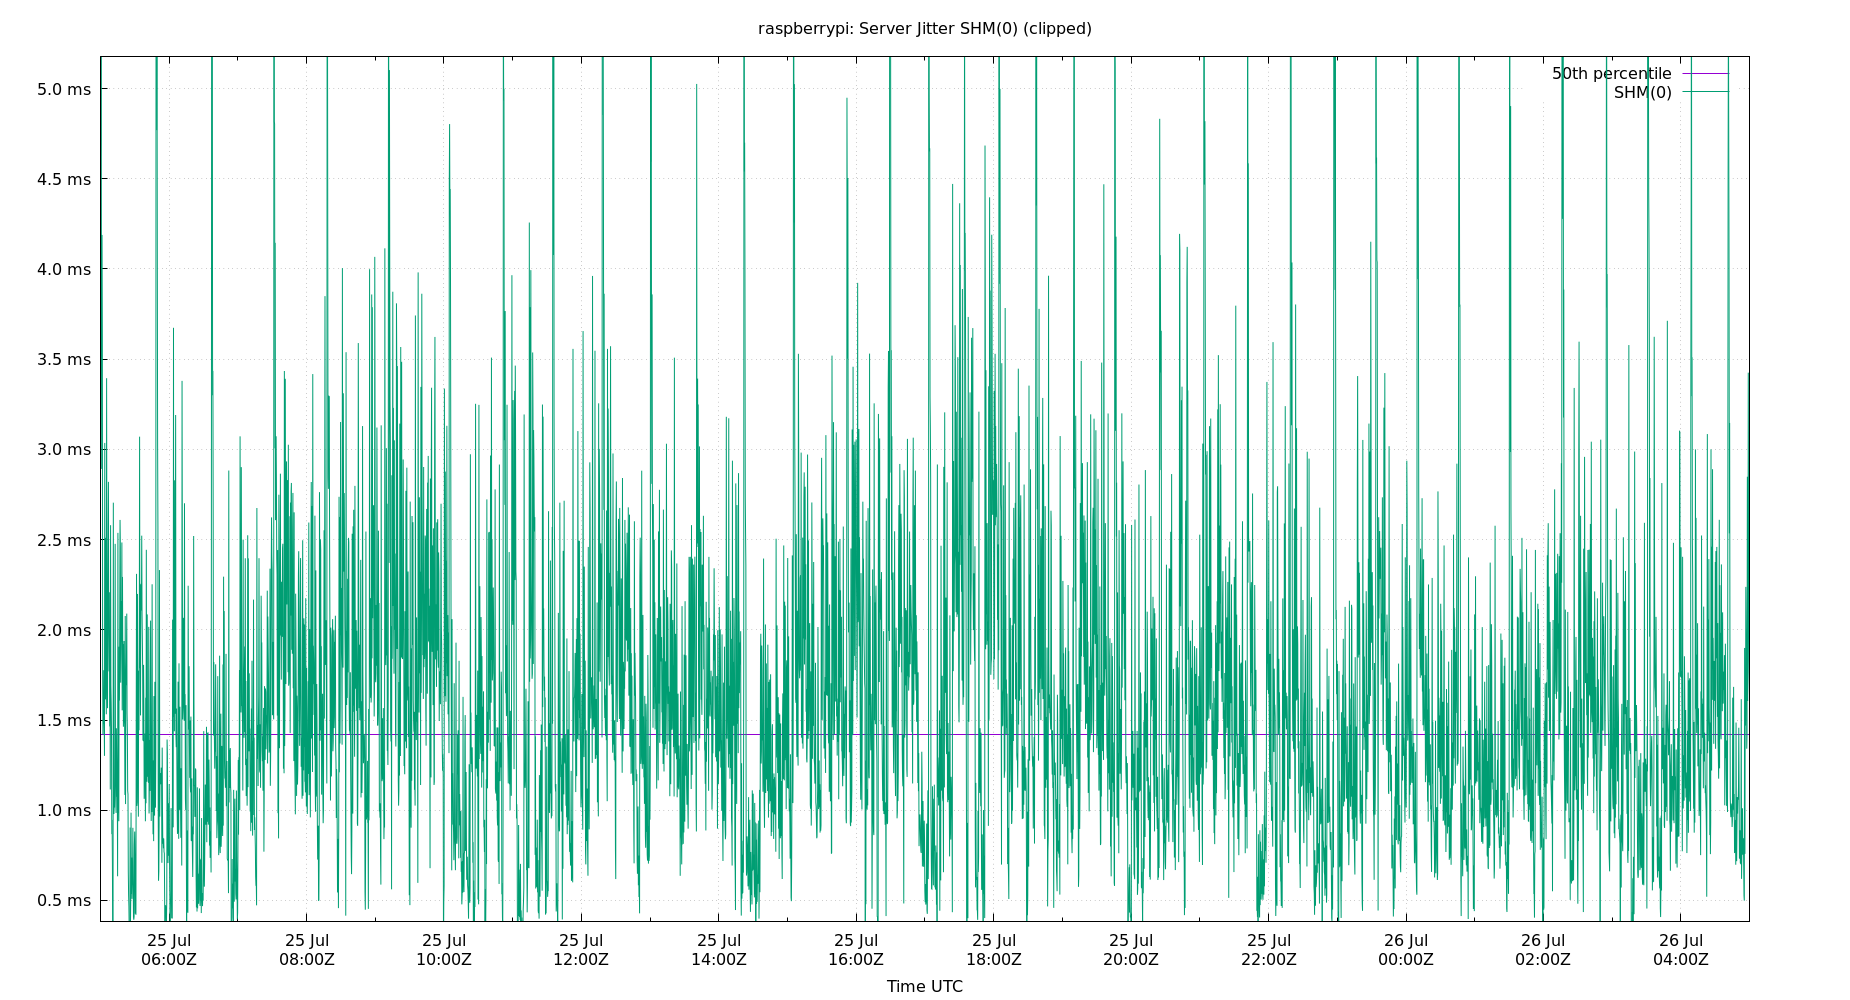 raspberrypi: Server Jitter SHM(0) (clipped)
50th percentile
SHM(0)
5.0 ms
4.5 ms
4.0 ms
3.5 ms
3.0 ms
2.5 ms
2.0 ms
1.5 ms
1.0 ms
0.5 ms
25 Jul 25 Jul 25 Jul 25 Jul 25 Jul 25 Jul 25 Jul 25 Jul 25 Jul 26 Jul 26 Jul 26 Jul
06:00Z 08:00Z 10:00Z 12:00Z 14:00Z 16:00Z 18:00Z 20:00Z 22:00Z 00:00Z 02:00Z 04:00Z
Time UTC